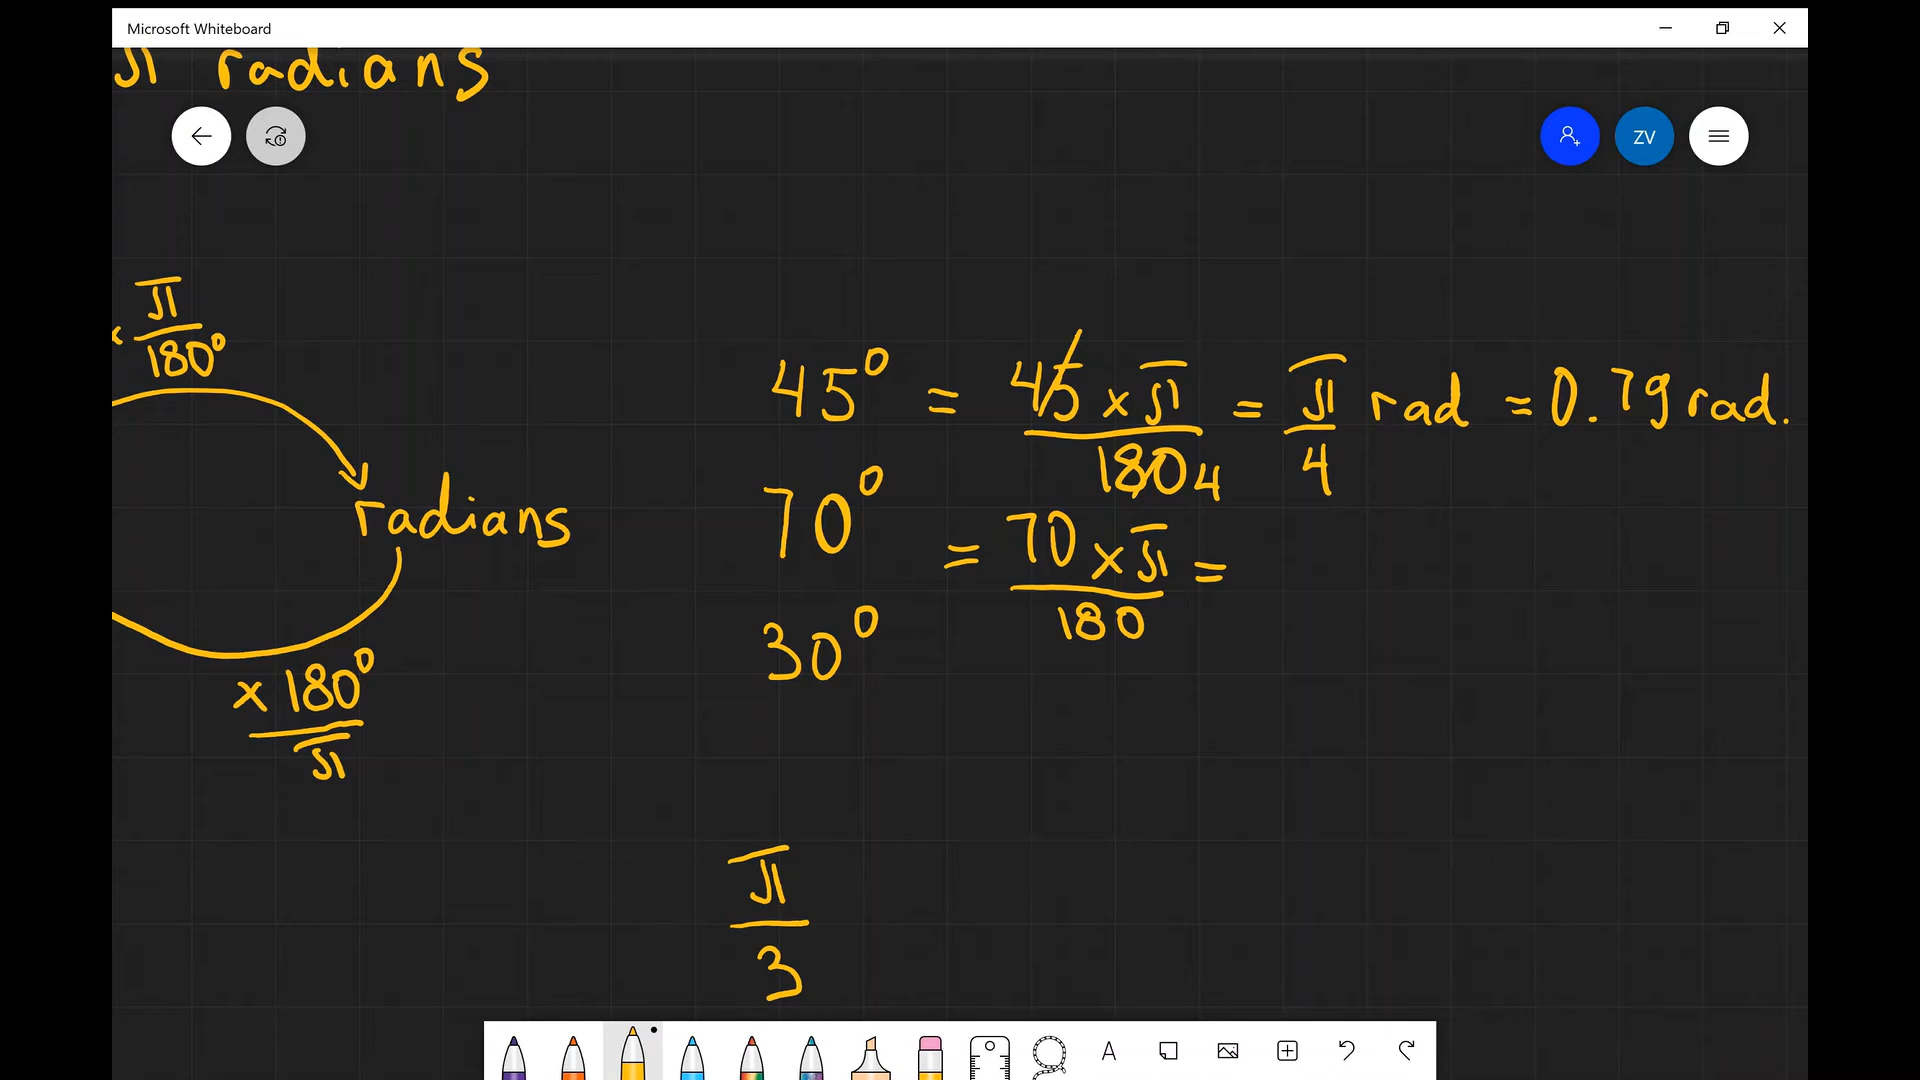 Microsoft Whiteboard
π radians
ZV
× π/180°
radians
× 180°/π
45° = 45 × π/180 4 = π/4 rad = 0.79 rad.
70° = 70 × π/180 =
30°
π/3
A